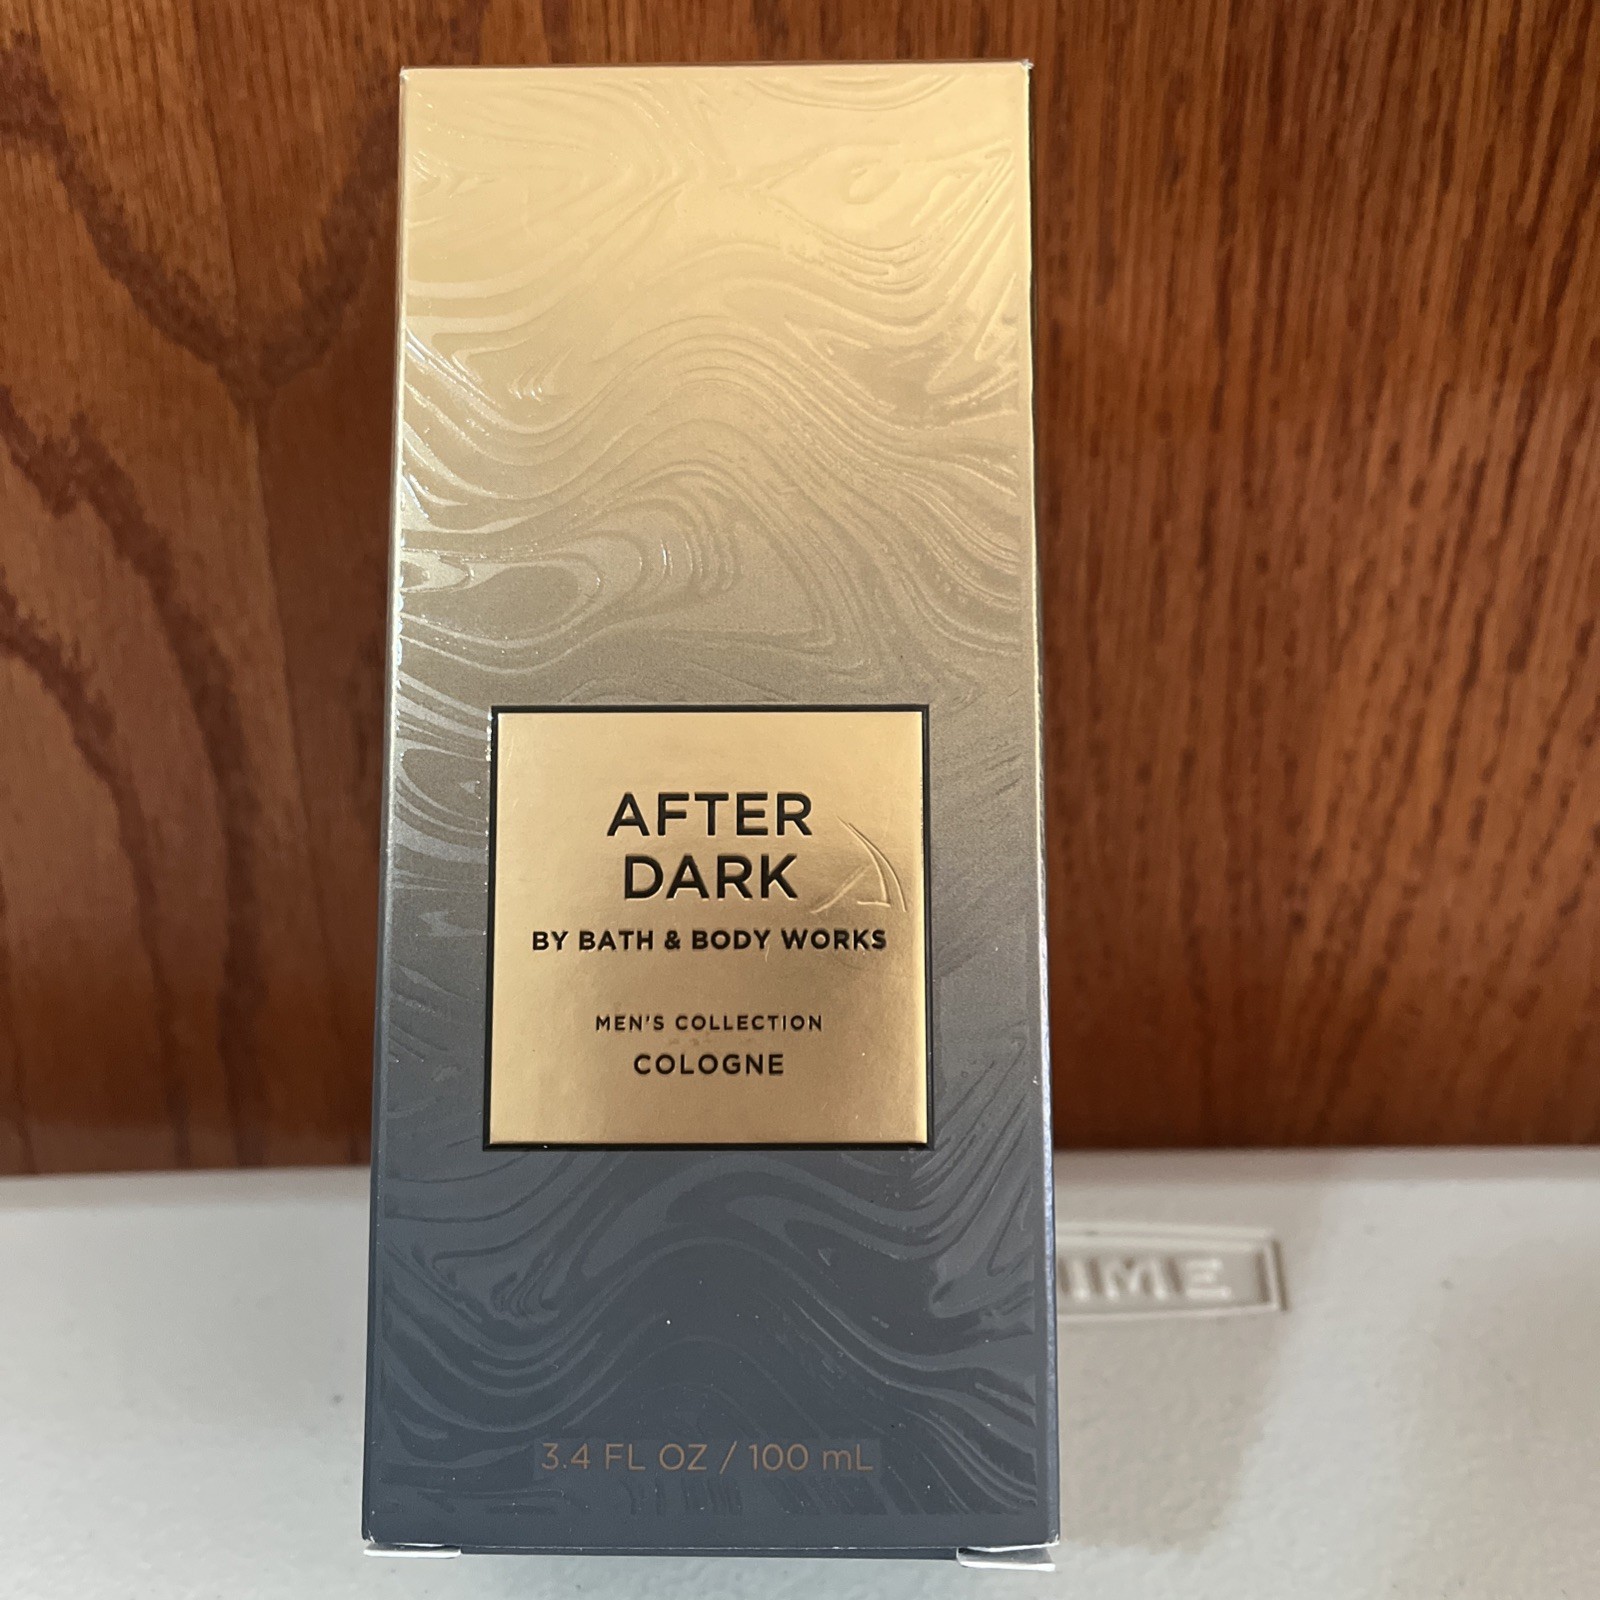 AFTER
DARK
BY BATH & BODY WORKS
MEN'S COLLECTION
COLOGNE
3.4 FL OZ / 100 mL